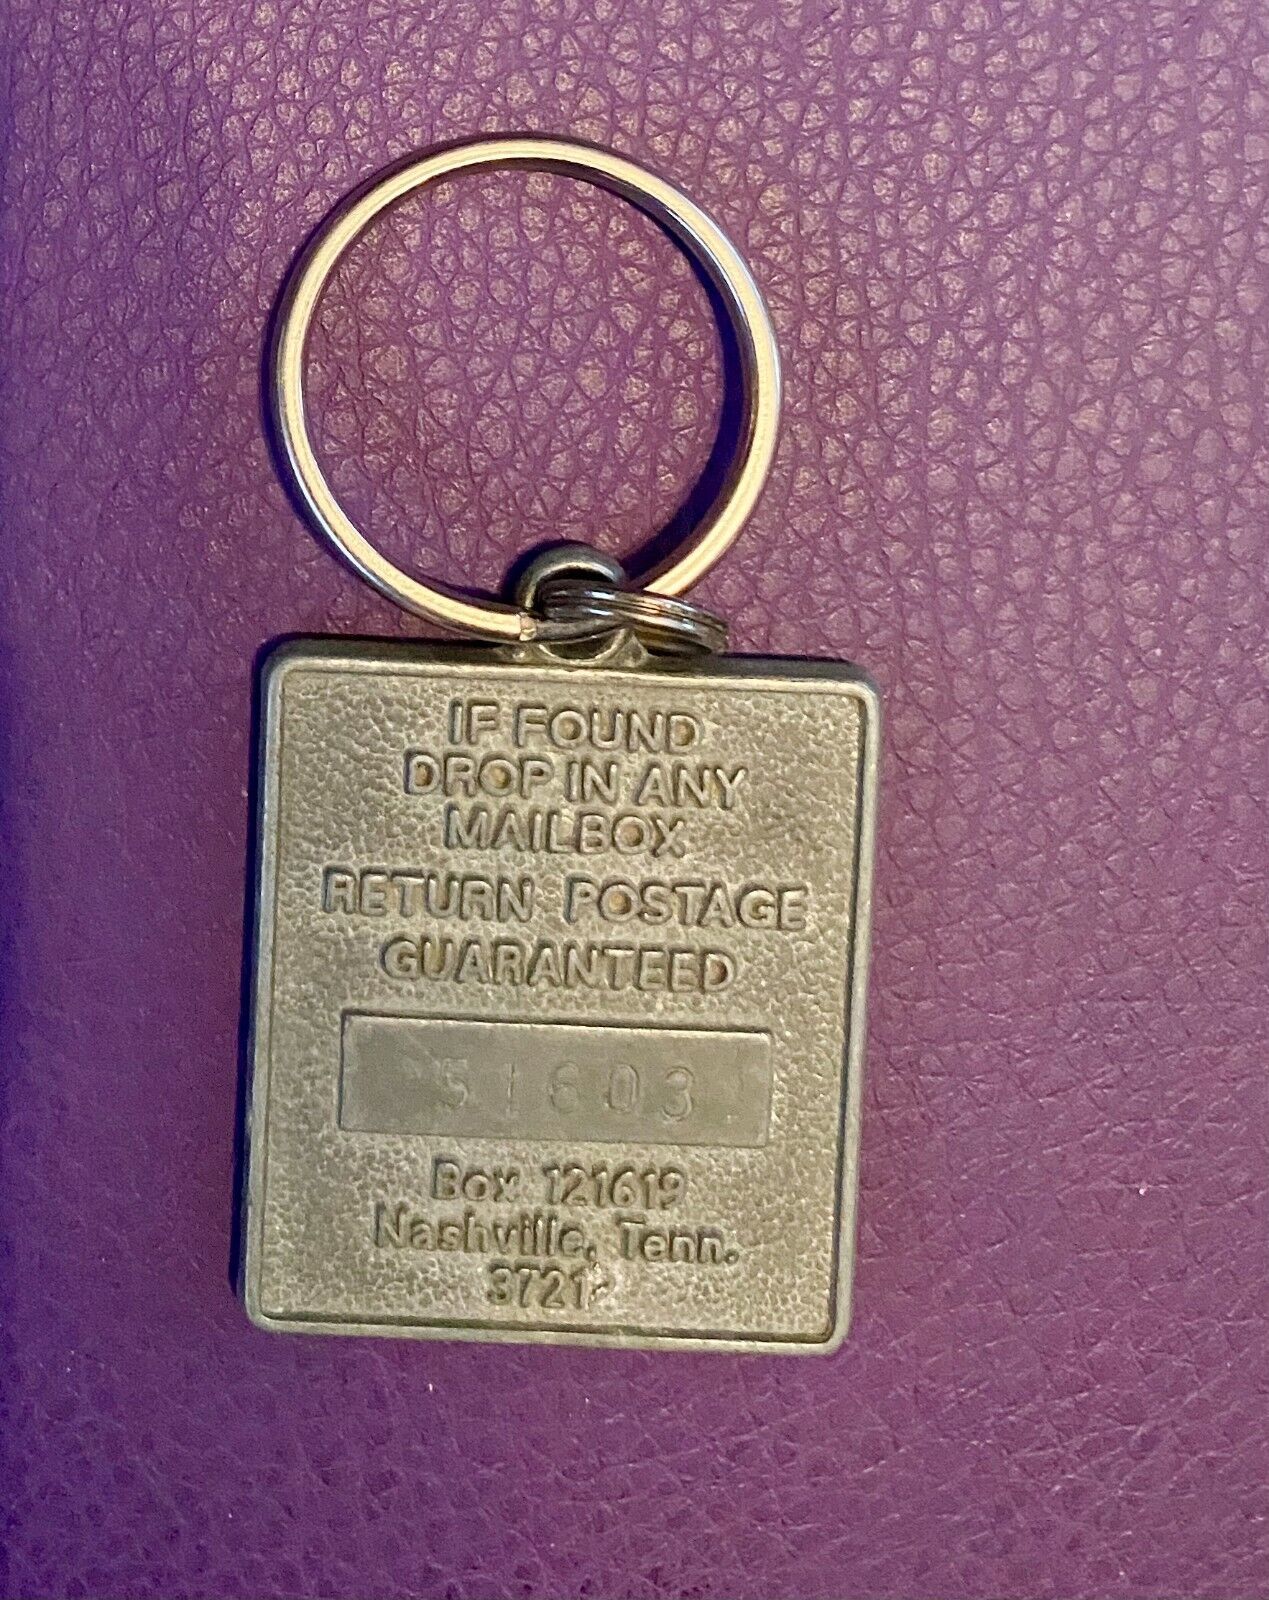 IF FOUND
DROP IN ANY
MAILBOX
RETURN POSTAGE
GUARANTEED
51603
Box 121619
Nashville, Tenn.